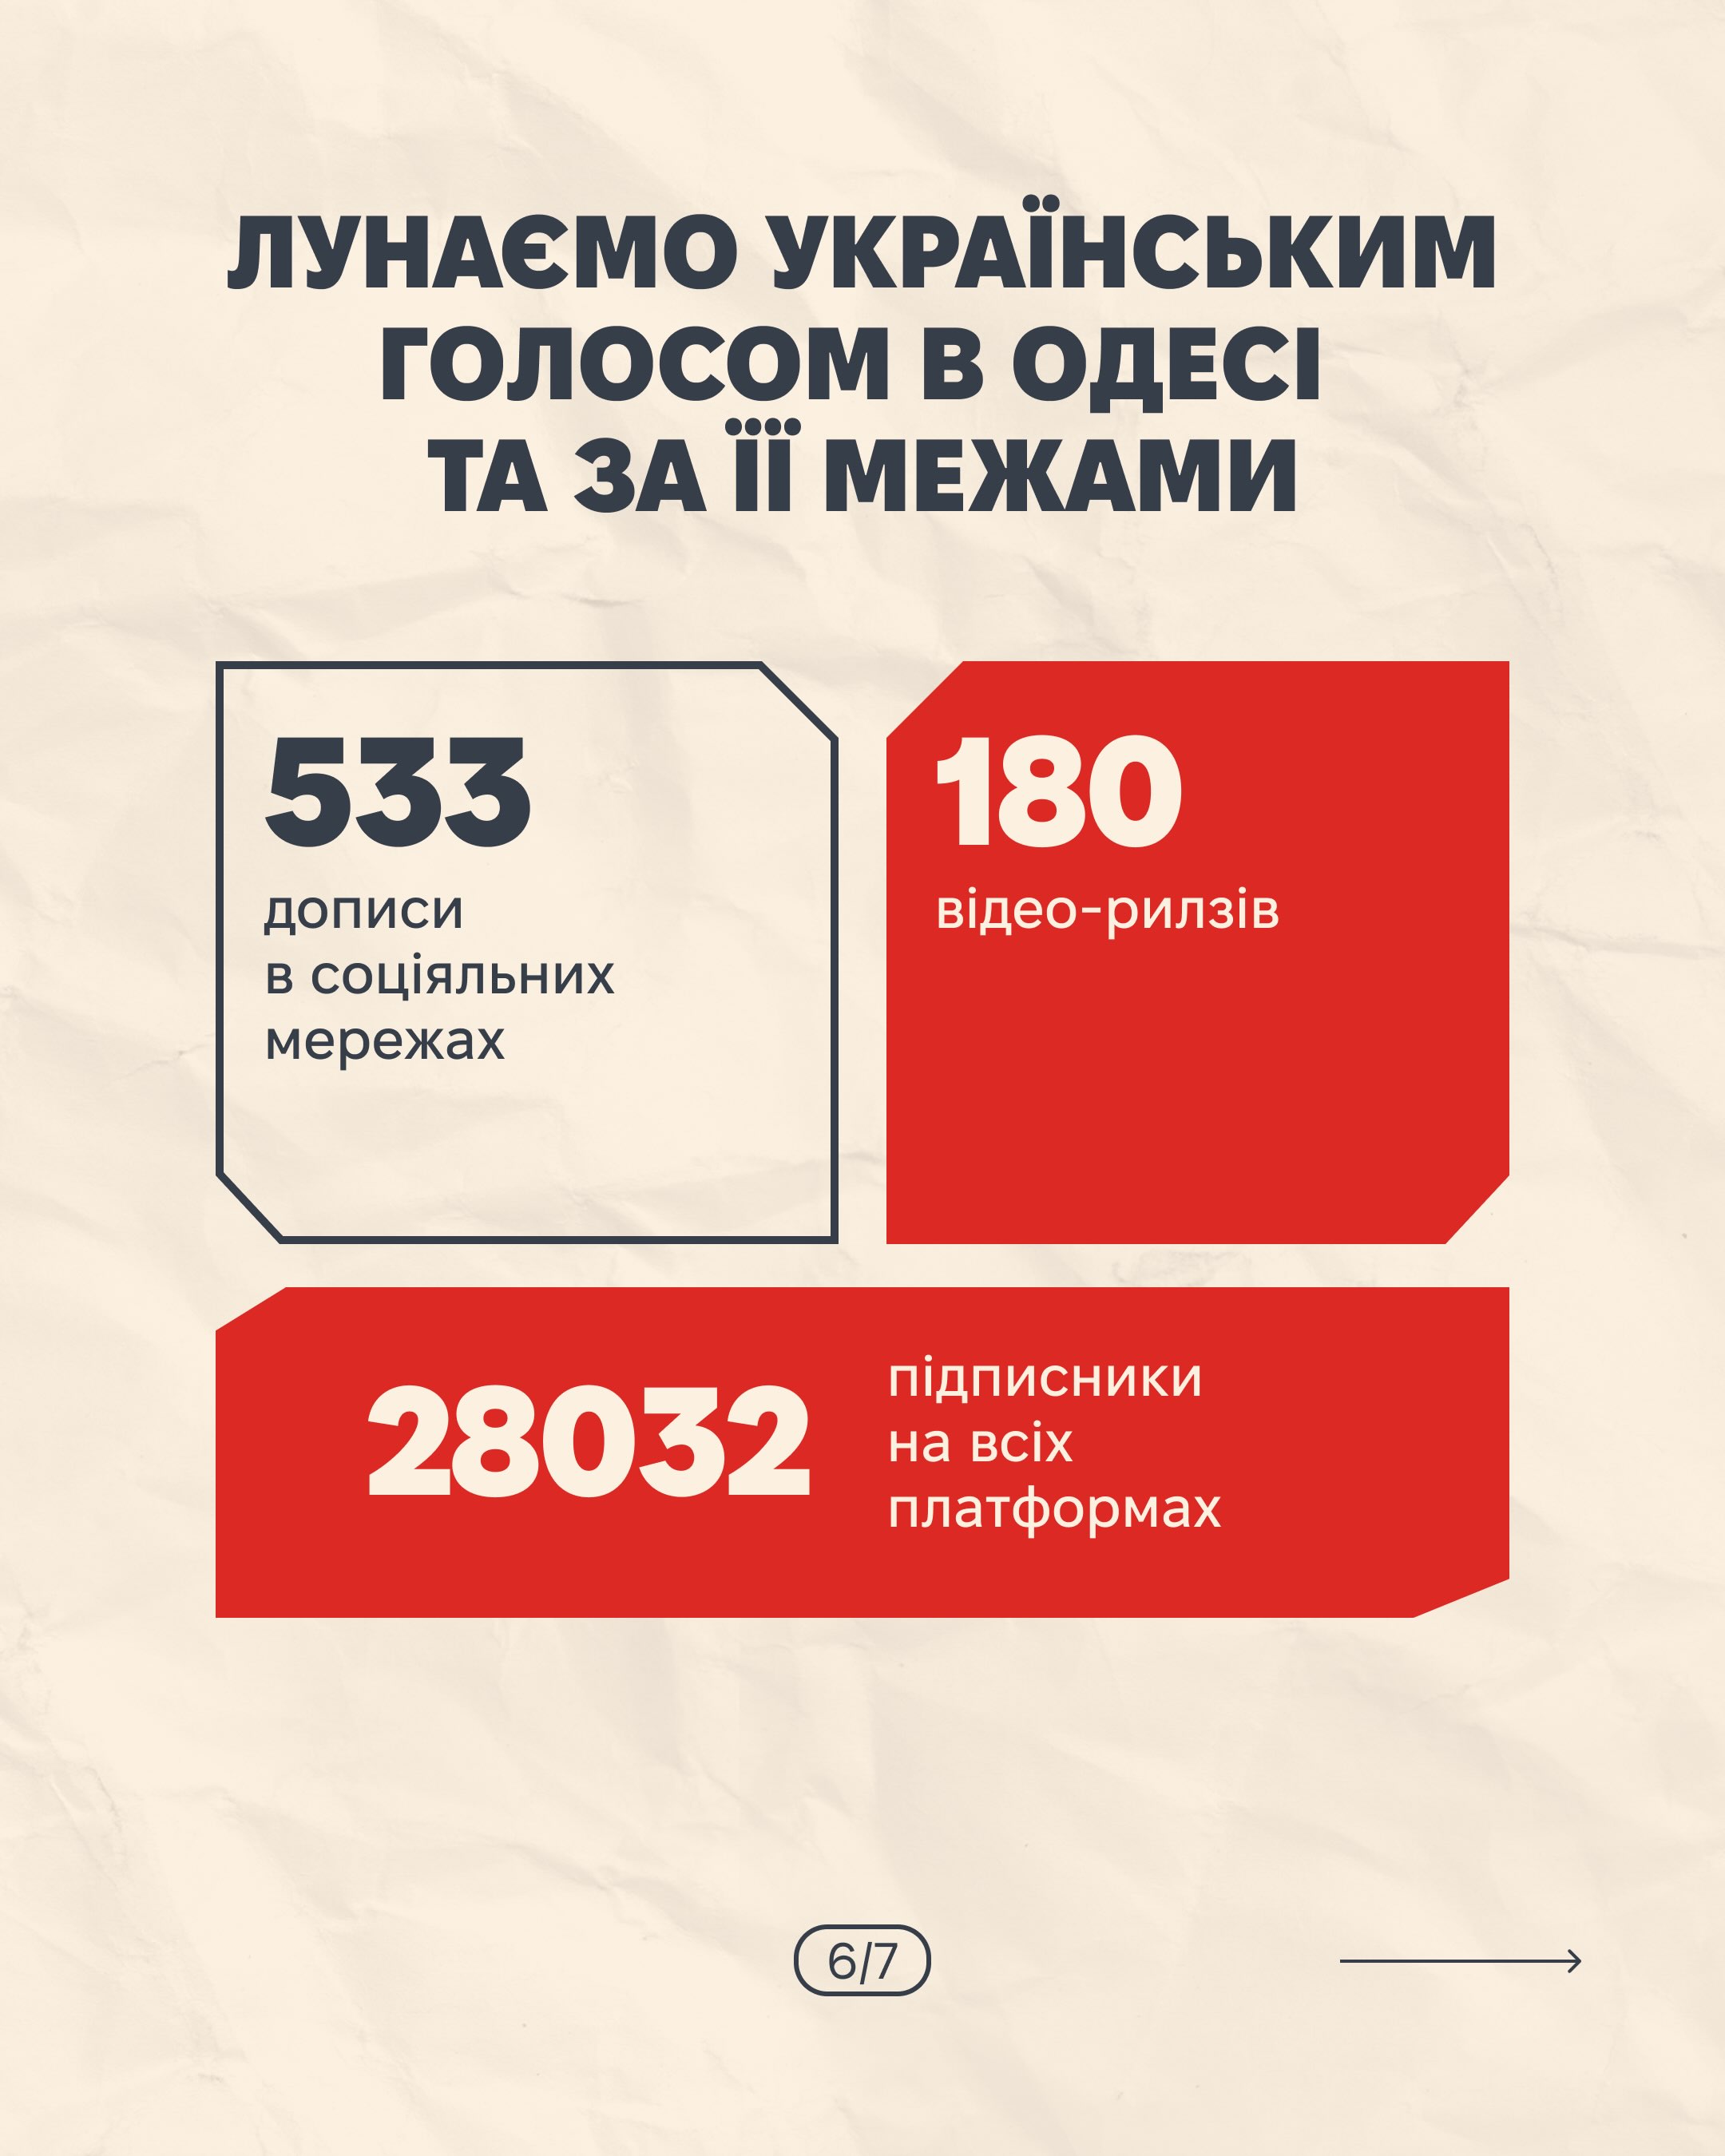 ЛУНАЄМО УКРАЇНСЬКИМ
ГОЛОСОМ В ОДЕСІ
ТА ЗА ЇЇ МЕЖАМИ
533
дописи
в соціяльних
мережах
180
відео-рилзів
28032
підписники
на всіх
платформах
6/7